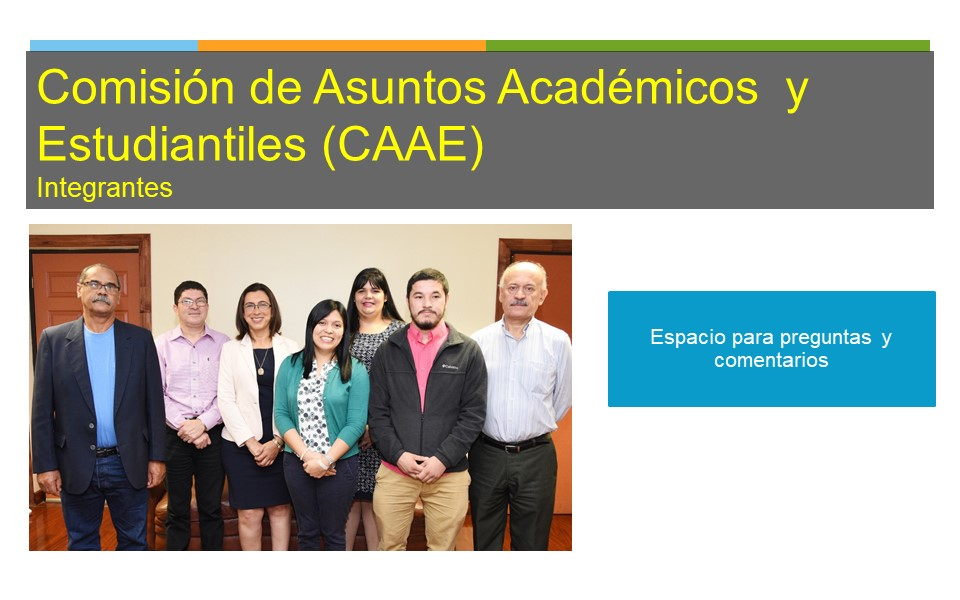 Comisión de Asuntos Académicos y
Estudiantiles (CAAE)
Integrantes
Espacio para preguntas y
comentarios